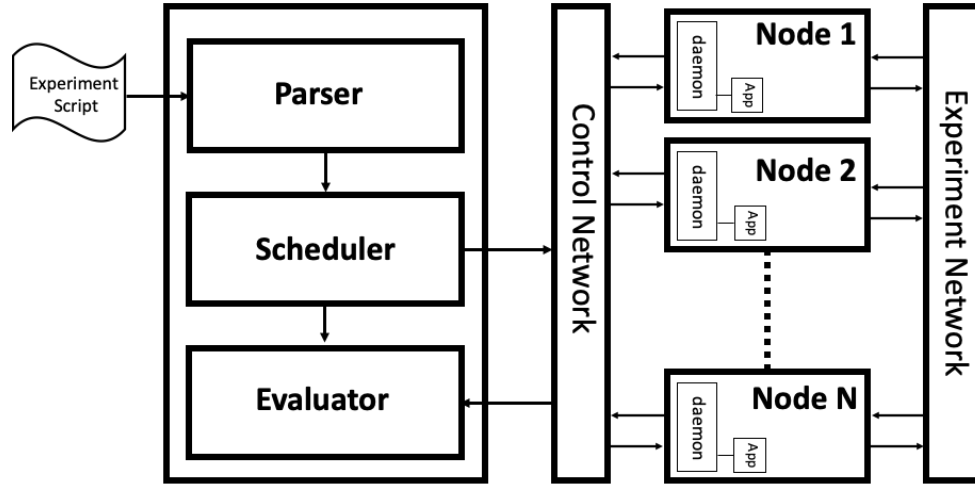 Experiment
Script
Parser
Scheduler
Evaluator
Control Network
Node 1
daemon
App
Node 2
daemon
App
Node N
daemon
App
Experiment Network